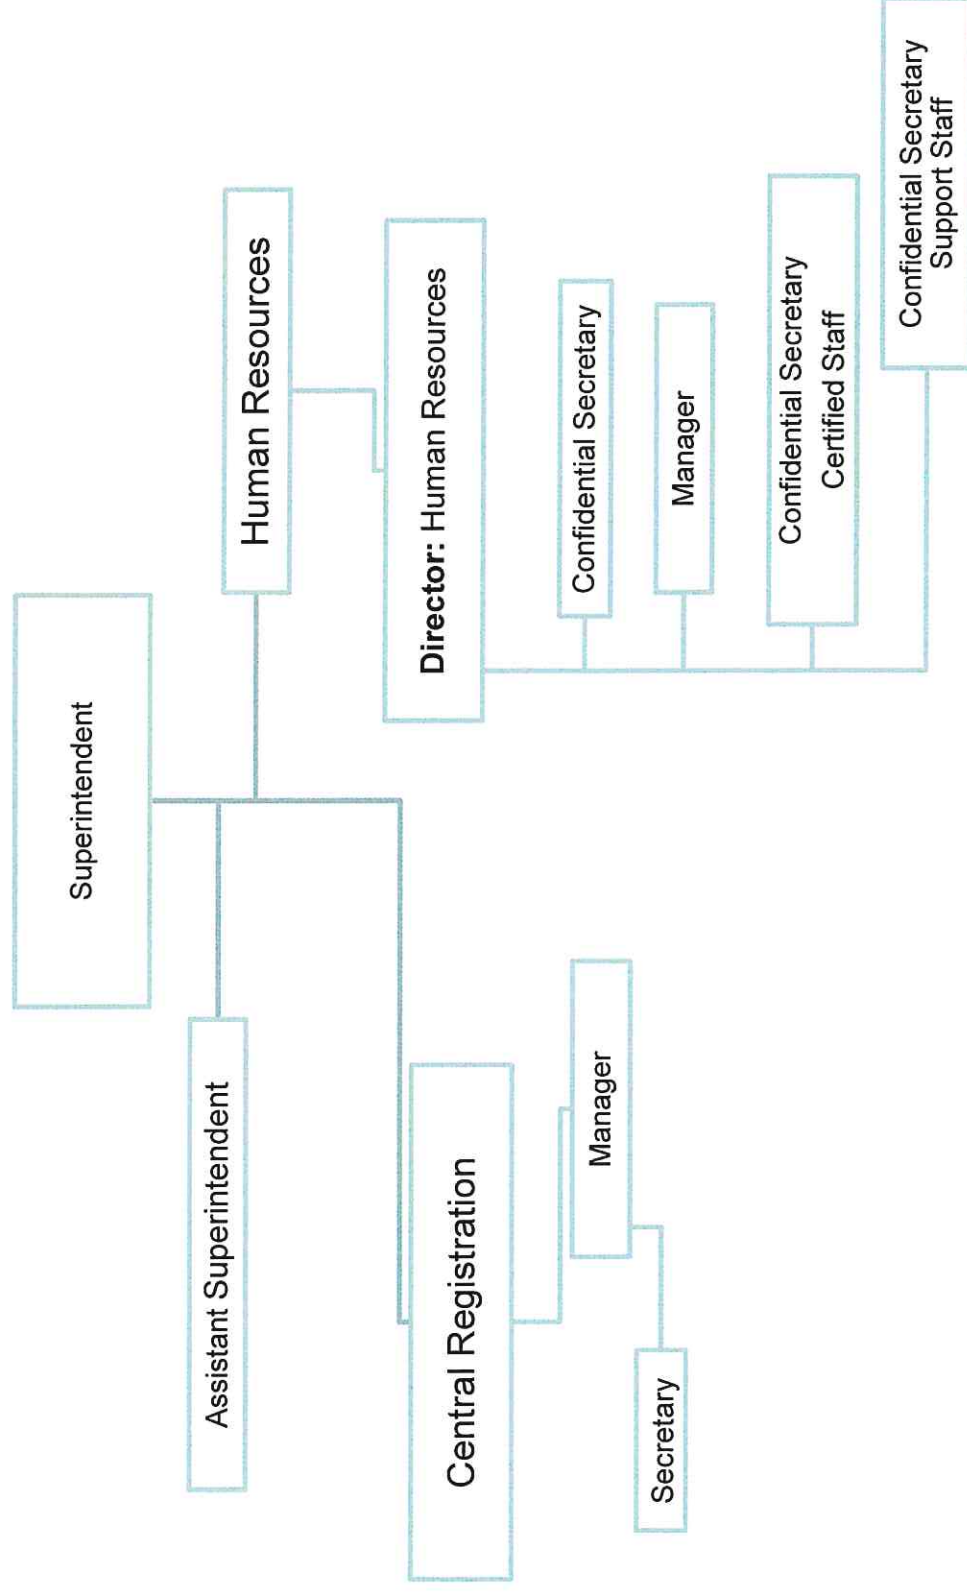 Superintendent
Assistant Superintendent
Human Resources
Central Registration
Director: Human Resources
Manager
Secretary
Confidential Secretary
Manager
Confidential Secretary
Certified Staff
Confidential Secretary
Support Staff